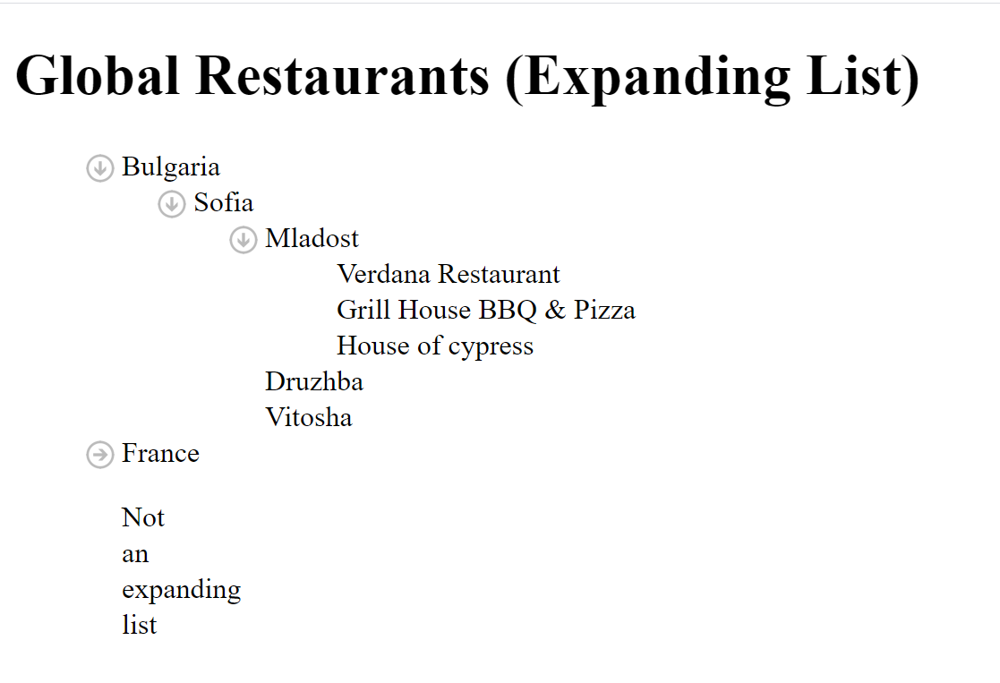 Global Restaurants (Expanding List)
Bulgaria
Sofia
Mladost
Verdana Restaurant
Grill House BBQ & Pizza
House of cypress
Druzhba
Vitosha
France
Not
an
expanding
list